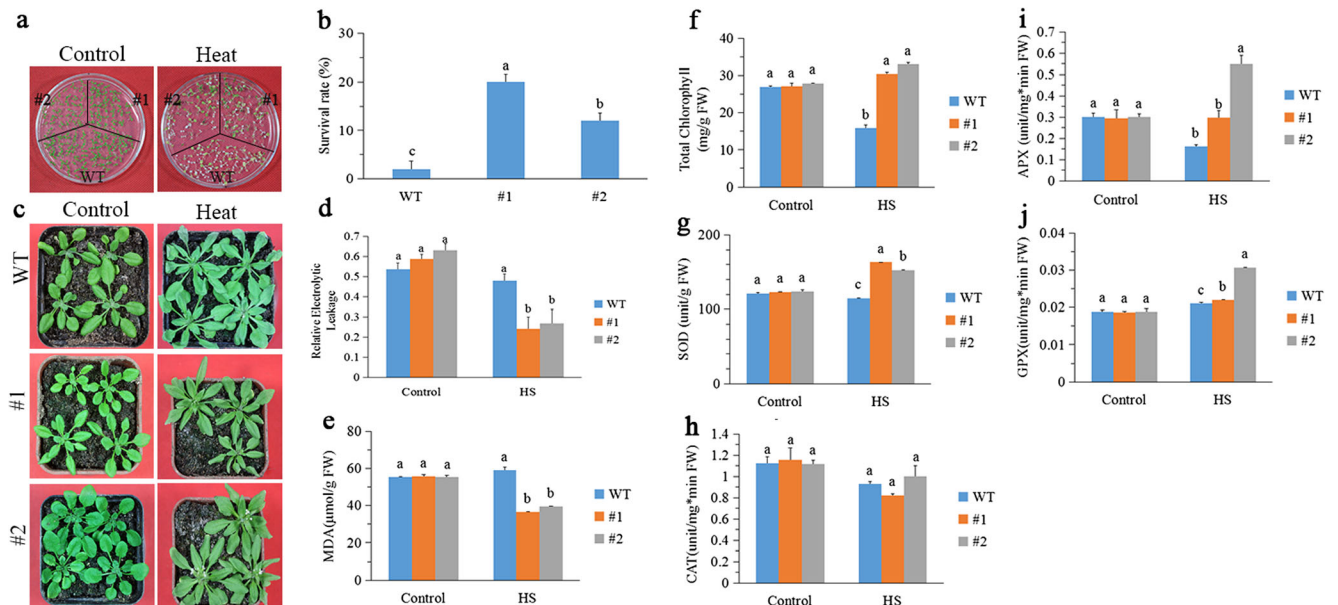 a
Control
Heat
#2
#1
WT
#2
#1
WT
b
Survival rate (%)
30
20
10
0
c
a
b
WT
#1
#2
c
Control
Heat
WT
#1
#2
d
Relative Electrolytic
Leakage
0.7
0.6
0.5
0.4
0.3
0.2
0.1
0
a
a
a
a
b
b
Control
HS
WT
#1
#2
e
MDA(μmol/g FW)
80
60
40
20
0
a
a
a
a
b
b
Control
HS
WT
#1
#2
f
Total Chlorophyll
(mg/g FW)
40
30
20
10
0
a
a
a
b
a
a
Control
HS
WT
#1
#2
g
SOD (unit/g FW)
200
150
100
50
0
a
a
a
c
a
b
Control
HS
WT
#1
#2
h
CAT(unit/mg*min FW)
1.4
1.2
1
0.8
0.6
0.4
0.2
0
a
a
a
a
a
a
Control
HS
WT
#1
#2
i
APX (unit/mg*min FW)
0.7
0.6
0.5
0.4
0.3
0.2
0.1
0
a
a
a
b
b
a
Control
HS
WT
#1
#2
j
GPX(unit/mg*min FW)
0.04
0.03
0.02
0.01
0
a
a
a
c
b
a
Control
HS
WT
#1
#2